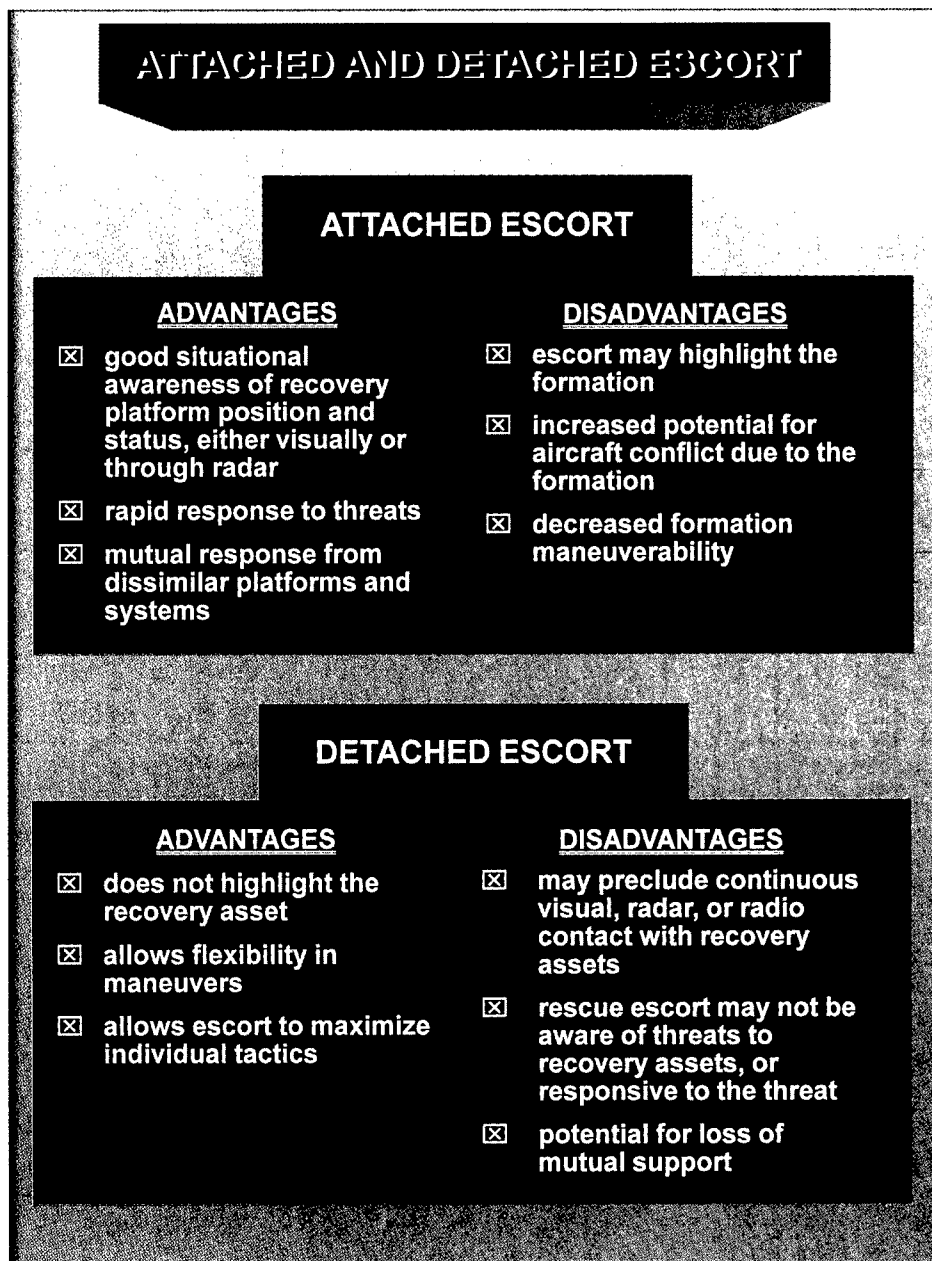 ATTACHED AND DETACHED ESCORT
ATTACHED ESCORT
ADVANTAGES
☒ good situational
awareness of recovery
platform position and
status, either visually or
through radar
☒ rapid response to threats
☒ mutual response from
dissimilar platforms and
systems
DISADVANTAGES
☒ escort may highlight the
formation
☒ increased potential for
aircraft conflict due to the
formation
☒ decreased formation
maneuverability
DETACHED ESCORT
ADVANTAGES
☒ does not highlight the
recovery asset
☒ allows flexibility in
maneuvers
☒ allows escort to maximize
individual tactics
DISADVANTAGES
☒ may preclude continuous
visual, radar, or radio
contact with recovery
assets
☒ rescue escort may not be
aware of threats to
recovery assets, or
responsive to the threat
☒ potential for loss of
mutual support